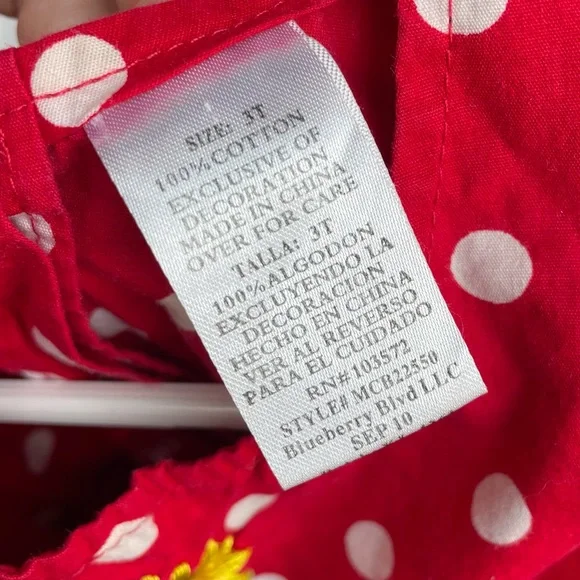 SIZE: 3T
100% COTTON
EXCLUSIVE OF
DECORATION
MADE IN CHINA
OVER FOR CARE
TALLA: 3T
100% ALGODON
EXCLUYENDO LA
DECORACION
HECHO EN CHINA
VER AL REVERSO
PARA EL CUIDADO
RN# 103572
STYLE# MCB22550
Blueberry Blvd LLC
SEP 10